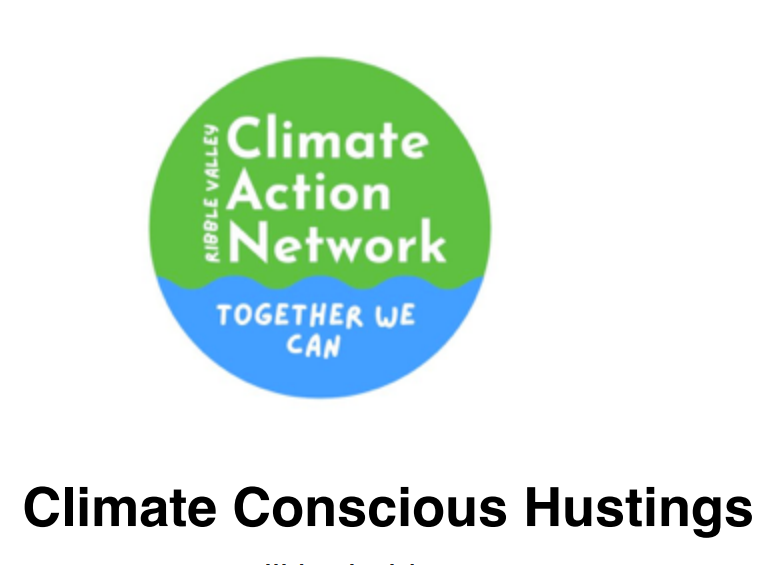 RIBBLE VALLEY
Climate
Action
Network
TOGETHER WE
CAN
Climate Conscious Hustings